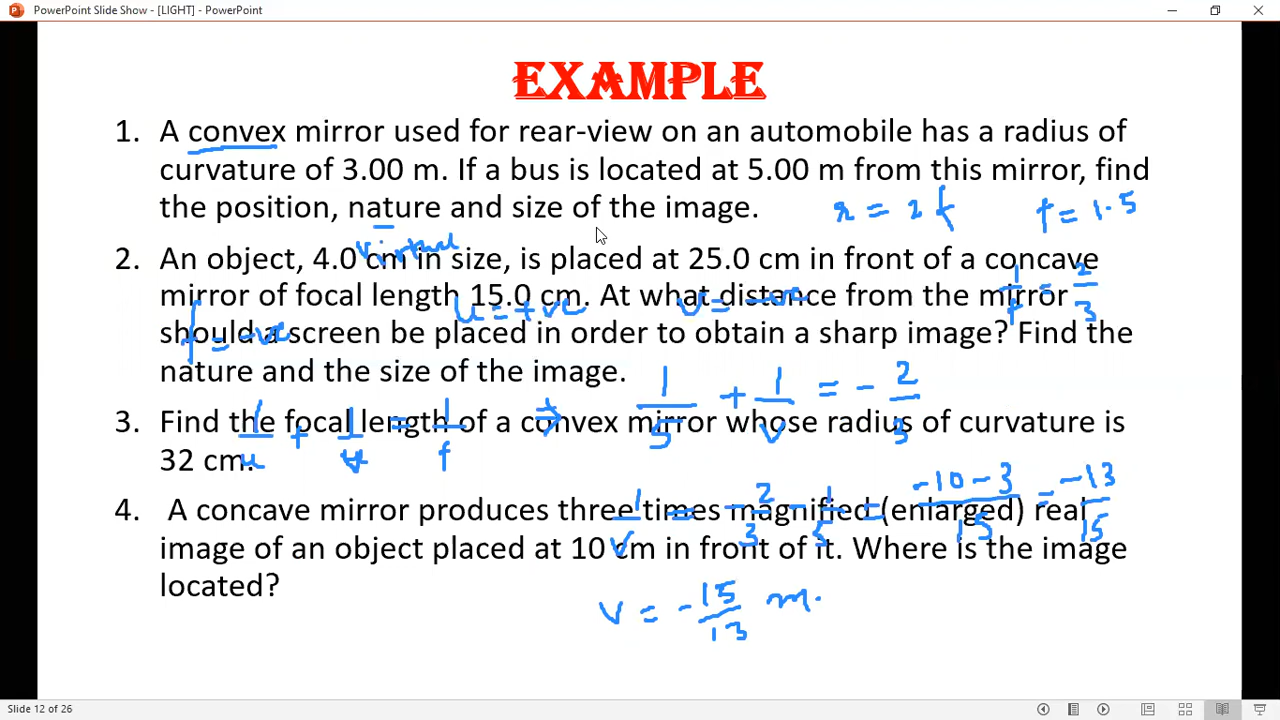 PowerPoint Slide Show - [LIGHT] - PowerPoint
EXAMPLE
1. A convex mirror used for rear-view on an automobile has a radius of
curvature of 3.00 m. If a bus is located at 5.00 m from this mirror, find
the position, nature and size of the image.
r = 2f f = 1.5
virtual
2. An object, 4.0 cm in size, is placed at 25.0 cm in front of a concave
mirror of focal length 15.0 cm. At what distance from the mirror
u = +ve v = -ve 1/f = 2/3
should a screen be placed in order to obtain a sharp image? Find the
f = -ve
nature and the size of the image.
1/5 + 1/v = - 2/3
3. Find the focal length of a convex mirror whose radius of curvature is
1/u + 1/v = 1/f ⇒
32 cm.
4. A concave mirror produces three times magnified (enlarged) real
1/v = - 2/3 - 1/5 = -10-3/15 = -13/15
image of an object placed at 10 cm in front of it. Where is the image
located?
v = - 15/13 m.
Slide 12 of 26